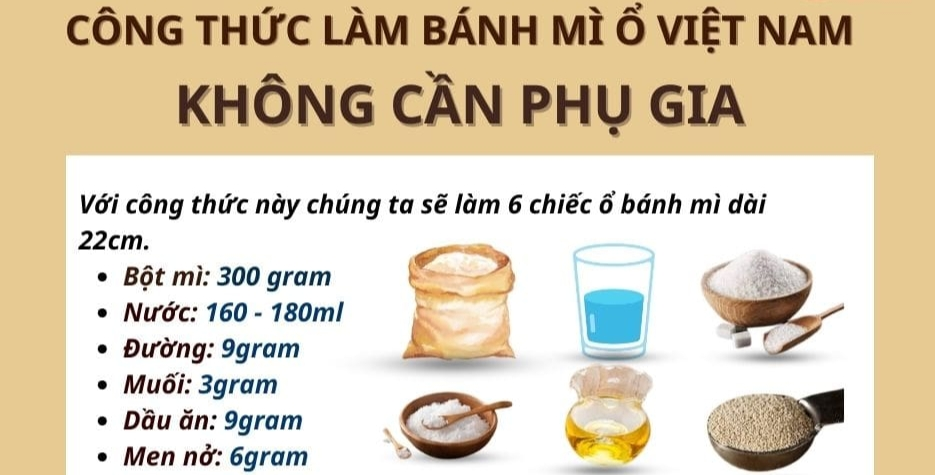 CÔNG THỨC LÀM BÁNH MÌ Ổ VIỆT NAM
KHÔNG CẦN PHỤ GIA
Với công thức này chúng ta sẽ làm 6 chiếc ổ bánh mì dài
22cm.
• Bột mì: 300 gram
• Nước: 160 - 180ml
• Đường: 9gram
• Muối: 3gram
• Dầu ăn: 9gram
• Men nở: 6gram